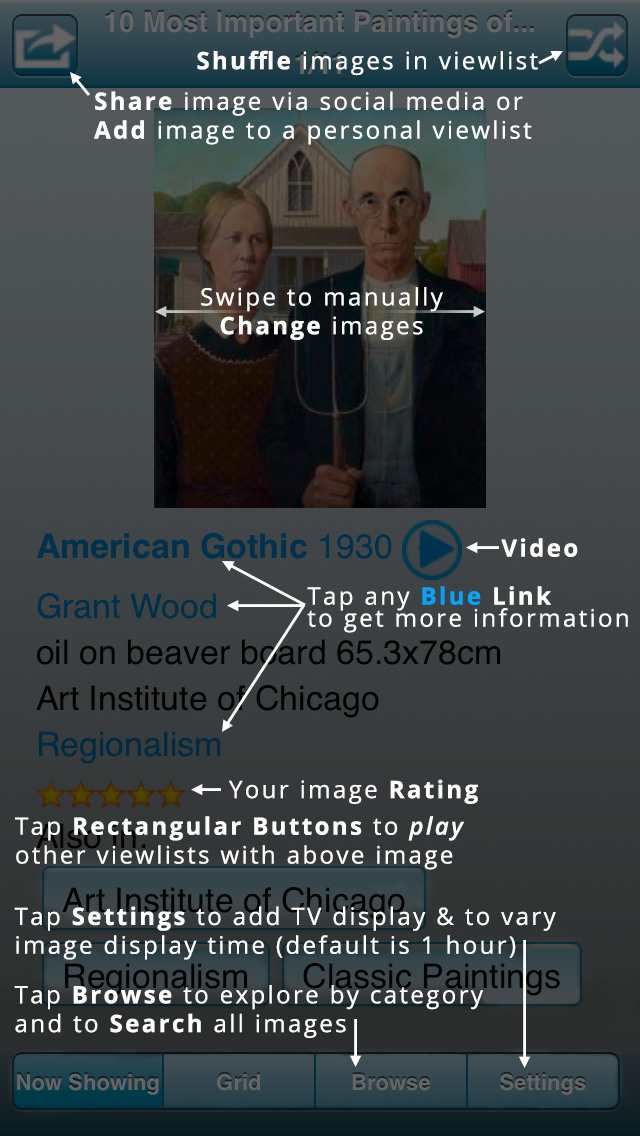 10 Most Important Paintings of...
1/11
Shuffle images in viewlist
Share image via social media or
Add image to a personal viewlist
Swipe to manually
Change images
American Gothic 1930
Video
Tap any Blue Link
to get more information
Grant Wood
oil on beaver board 65.3x78cm
Art Institute of Chicago
Regionalism
Your image Rating
Tap Rectangular Buttons to play
other viewlists with above image
Also in:
Art Institute of Chicago
Tap Settings to add TV display & to vary
image display time (default is 1 hour)
Regionalism
Classic Paintings
Tap Browse to explore by category
and to Search all images
Now Showing
Grid
Browse
Settings